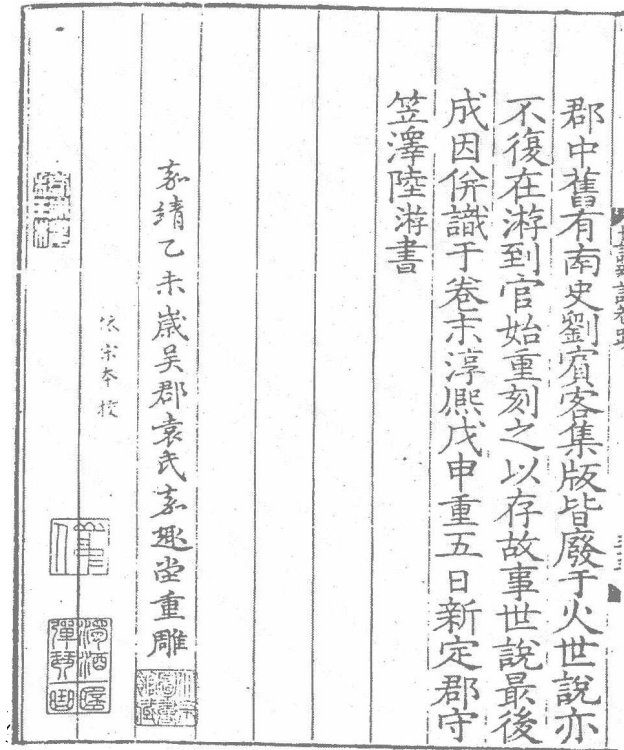 郡中舊有南史劉賓客集版皆廢于火世說亦
不復在游到官始重刻之以存故事世說最後
成因併識于卷末淳熙戊申重五日新定郡守
笠澤陸游書
嘉靖乙未歲吴郡袁氏嘉趣堂重雕
依宋本校